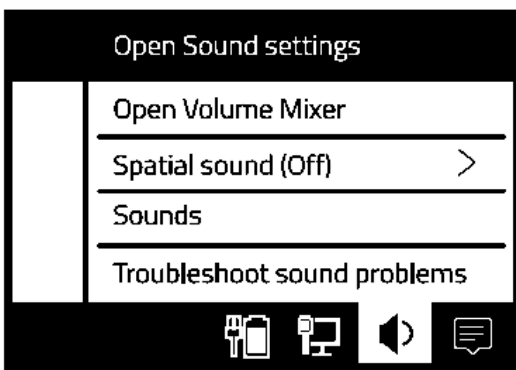 Open Sound settings
Open Volume Mixer
Spatial sound (Off)
Sounds
Troubleshoot sound problems